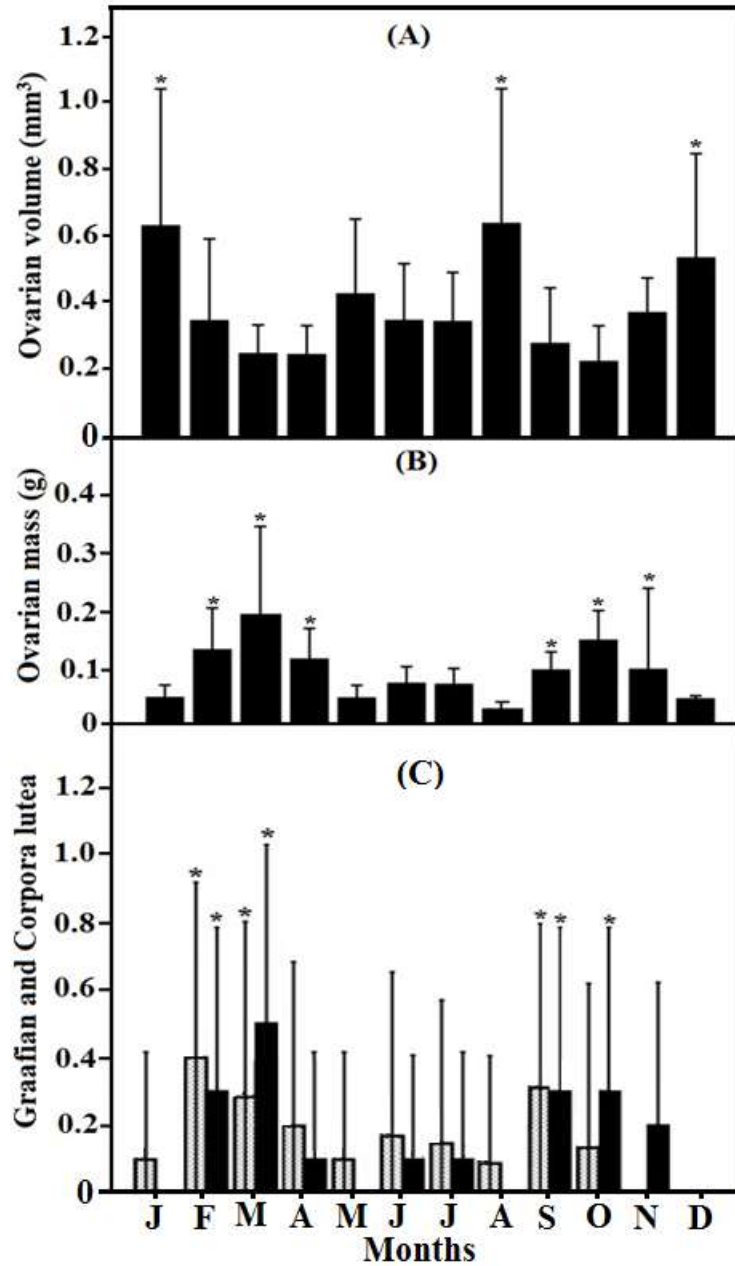 (A)
Ovarian volume (mm³)
1.2
1.0
0.8
0.6
0.4
0.2
0
* * *
(B)
Ovarian mass (g)
0.4
0.3
0.2
0.1
0
* * * * * *
(C)
Graafian and Corpora lutea
1.2
1.0
0.8
0.6
0.4
0.2
0
* * * * * * *
J F M A M J J A S O N D
Months